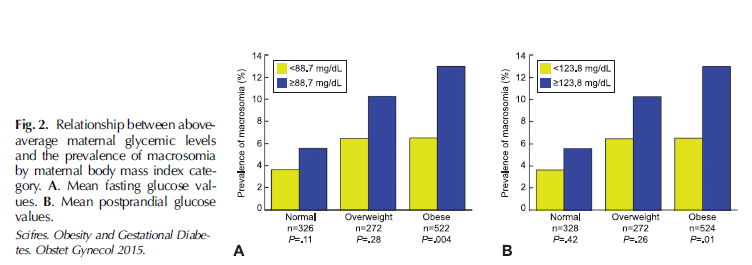 Fig. 2. Relationship between above-
average maternal glycemic levels
and the prevalence of macrosomia
by maternal body mass index cate-
gory. A. Mean fasting glucose val-
ues. B. Mean postprandial glucose
values.
Scifres. Obesity and Gestational Diabe-
tes. Obstet Gynecol 2015.
Prevalence of macrosomia (%)
14
12
10
8
6
4
2
0
<88.7 mg/dL
≥88.7 mg/dL
Normal Overweight Obese
n=326 n=272 n=522
P=.11 P=.28 P=.004
A
Prevalence of macrosomia (%)
14
12
10
8
6
4
2
0
<123.8 mg/dL
≥123.8 mg/dL
Normal Overweight Obese
n=328 n=272 n=524
P=.42 P=.26 P=.01
B